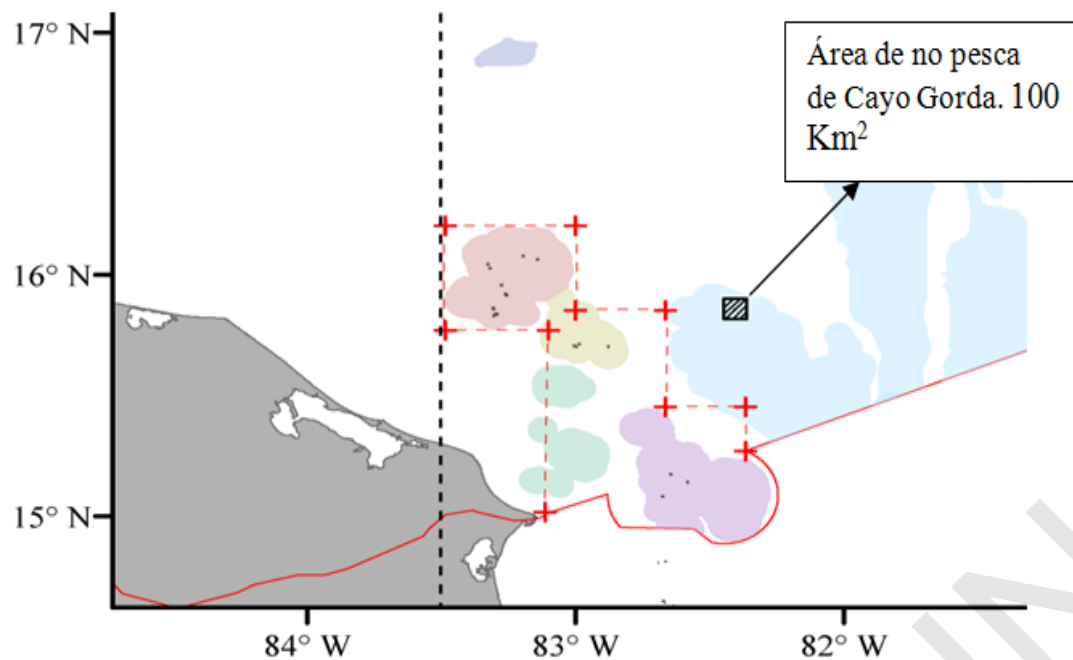 17° N
Área de no pesca
de Cayo Gorda. 100
Km²
16° N
15° N
84° W
83° W
82° W